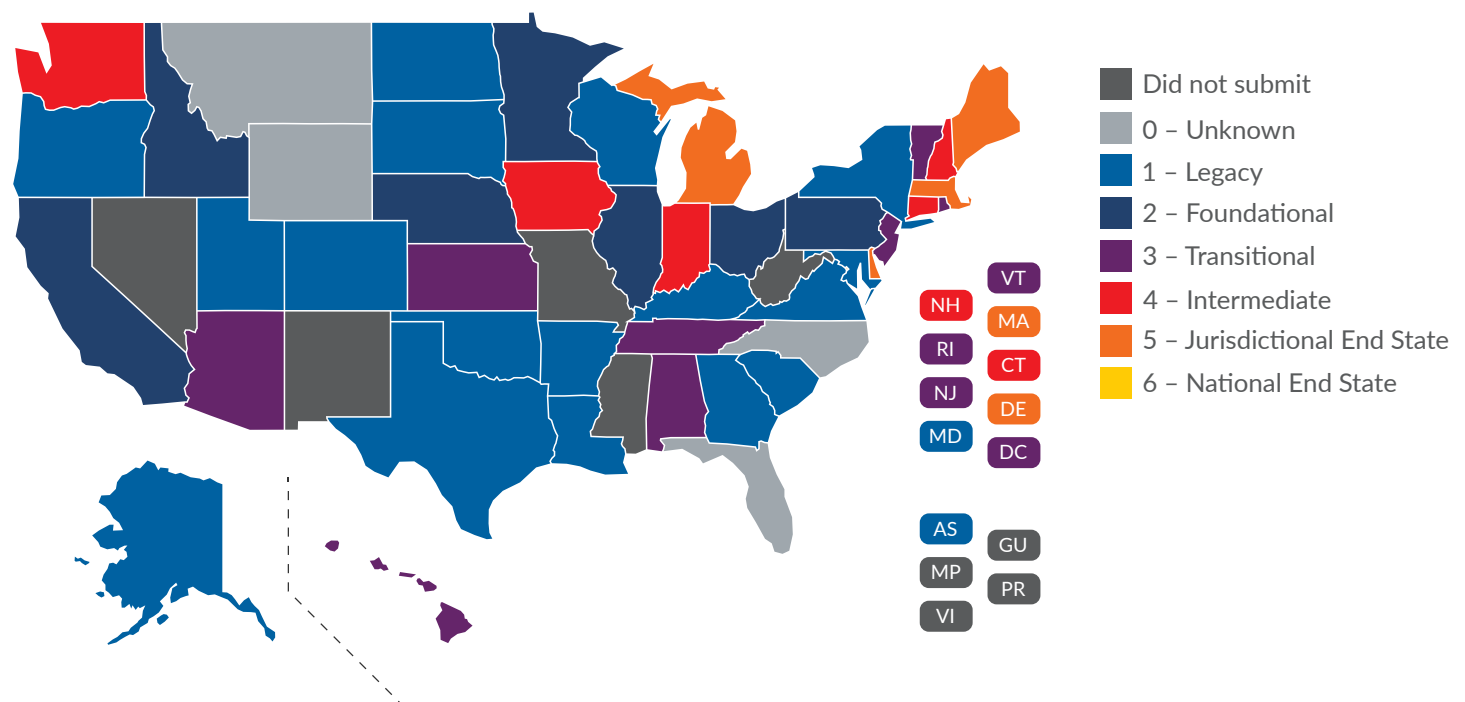 Did not submit
0 – Unknown
1 – Legacy
2 – Foundational
3 – Transitional
4 – Intermediate
5 – Jurisdictional End State
6 – National End State
VT
NH
MA
RI
CT
NJ
DE
MD
DC
AS
GU
MP
PR
VI